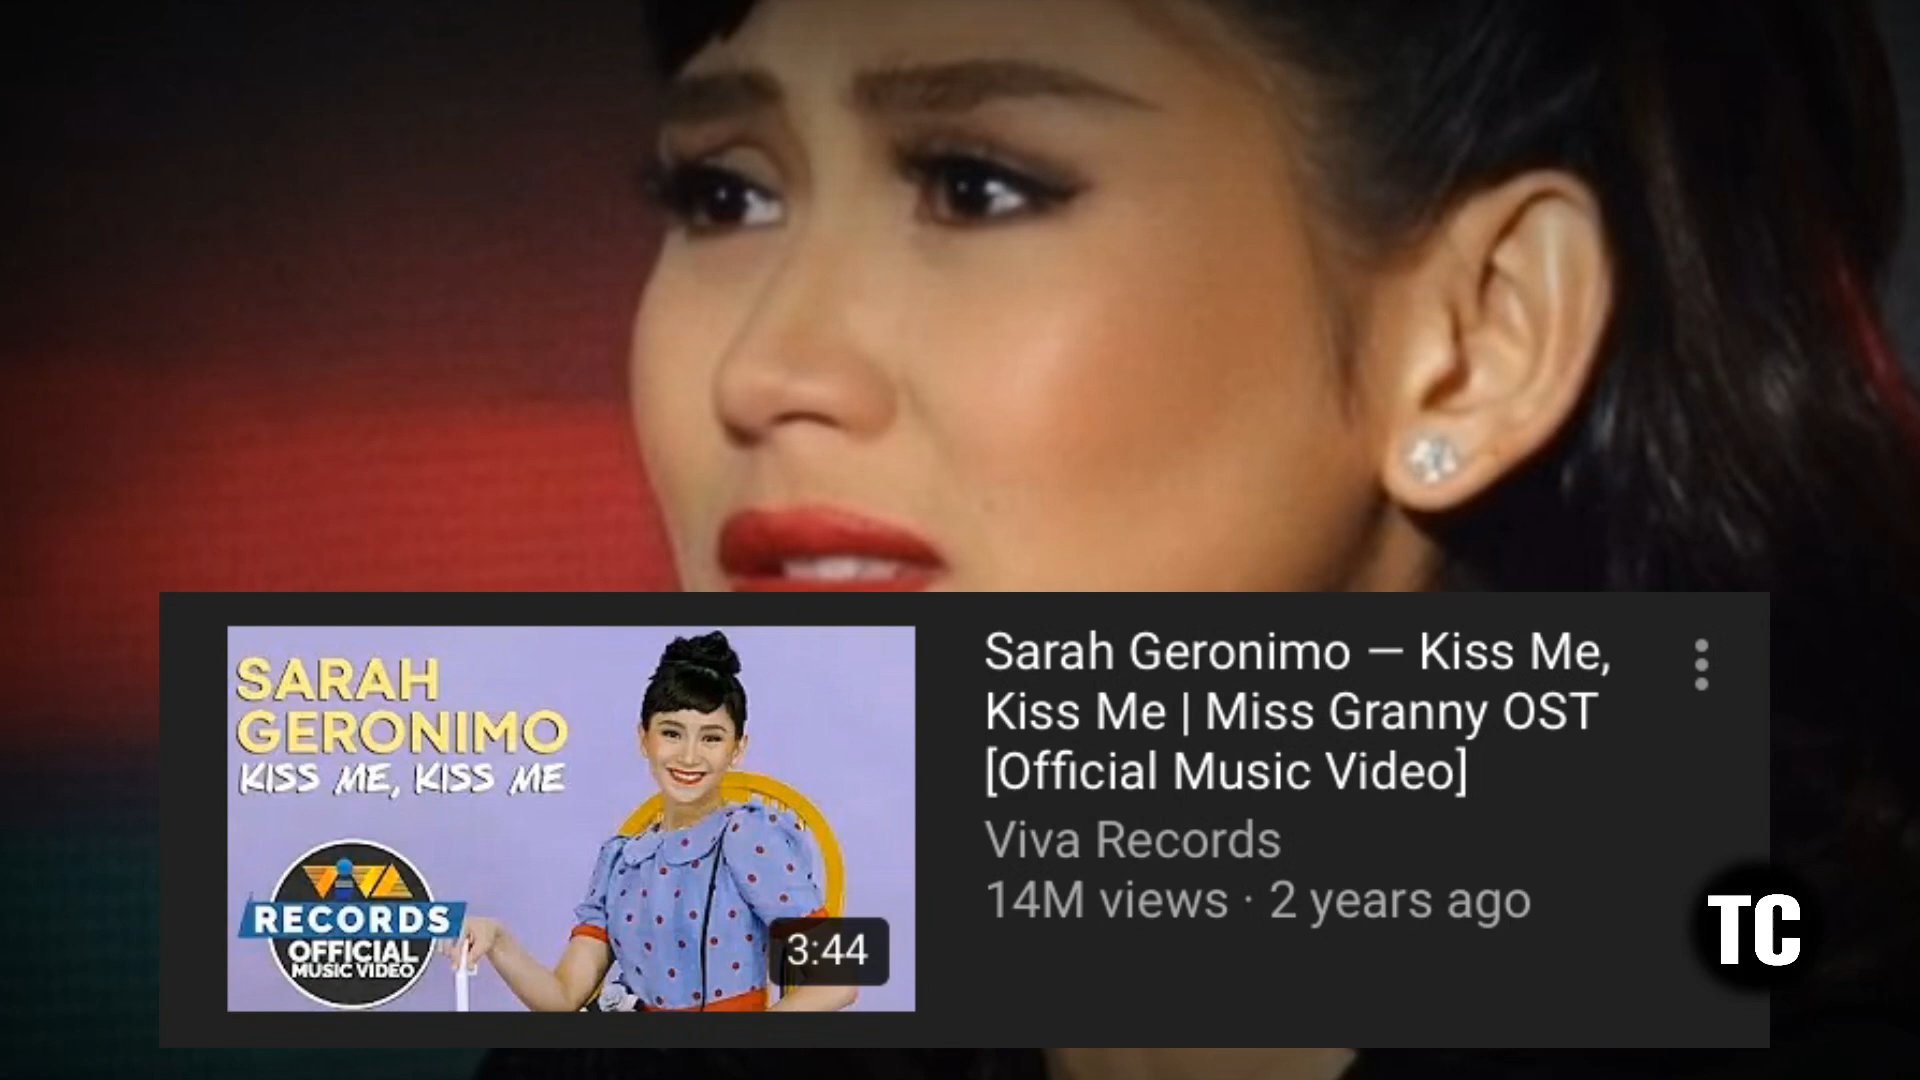 SARAH
GERONIMO
KISS ME, KISS ME
VIVA
RECORDS
OFFICIAL
MUSIC VIDEO
3:44
Sarah Geronimo — Kiss Me,
Kiss Me | Miss Granny OST
[Official Music Video]
Viva Records
14M views · 2 years ago
TC